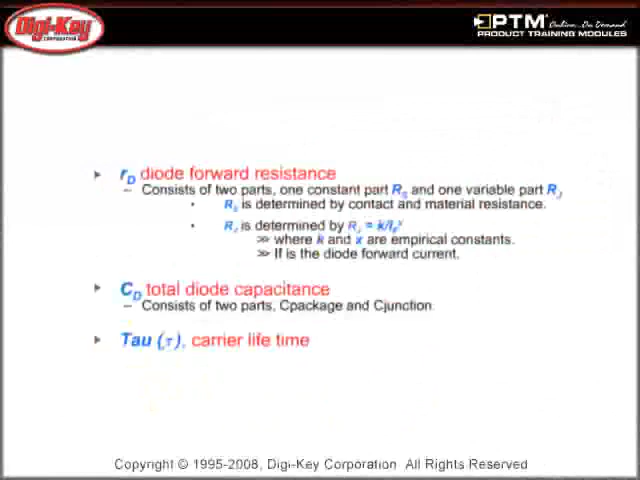 Digi-Key
CORPORATION
PTM Online...On Demand
PRODUCT TRAINING MODULES
▸ rD diode forward resistance
– Consists of two parts, one constant part RS and one variable part RJ
• RS is determined by contact and material resistance.
• RJ is determined by RJ = k/IFx
>> where k and x are empirical constants.
>> If is the diode forward current.
▸ CD total diode capacitance
– Consists of two parts, Cpackage and Cjunction
▸ Tau (τ), carrier life time
Copyright © 1995-2008, Digi-Key Corporation All Rights Reserved